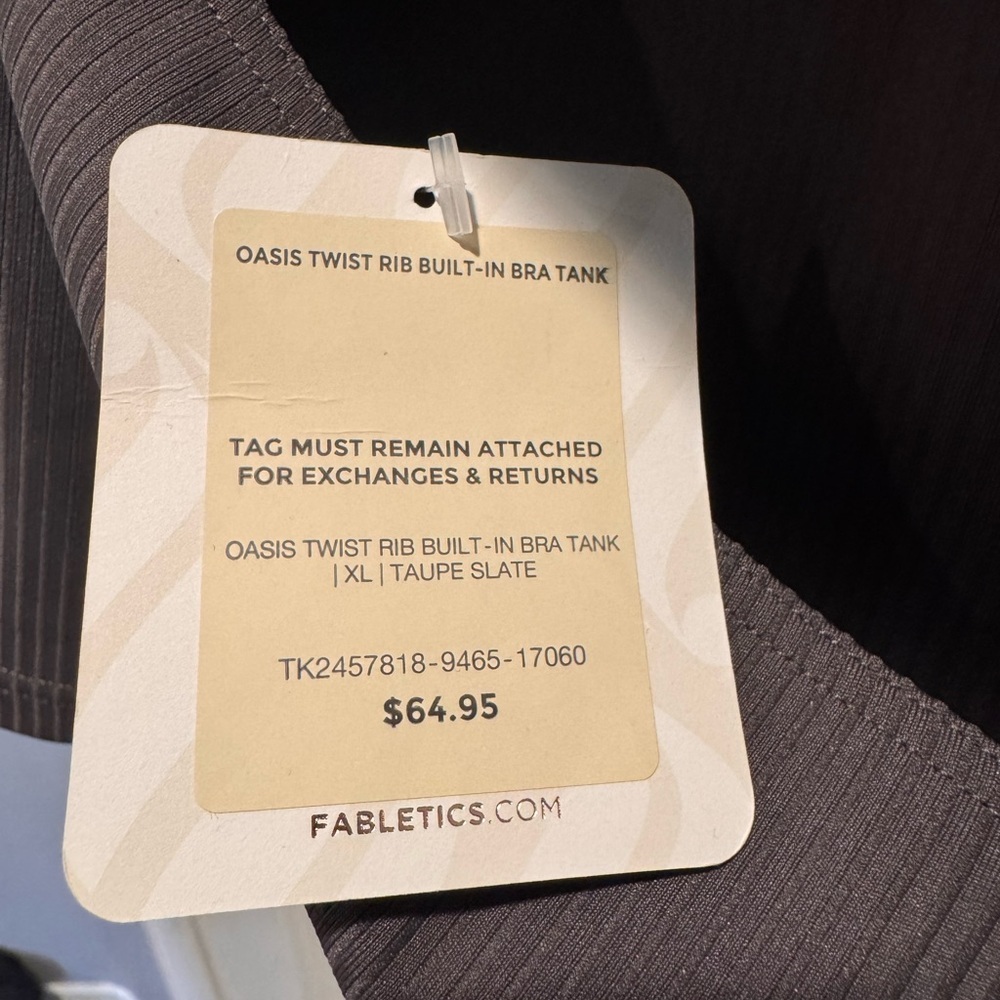 OASIS TWIST RIB BUILT-IN BRA TANK
TAG MUST REMAIN ATTACHED
FOR EXCHANGES & RETURNS
OASIS TWIST RIB BUILT-IN BRA TANK
| XL | TAUPE SLATE
TK2457818-9465-17060
$64.95
FABLETICS.COM